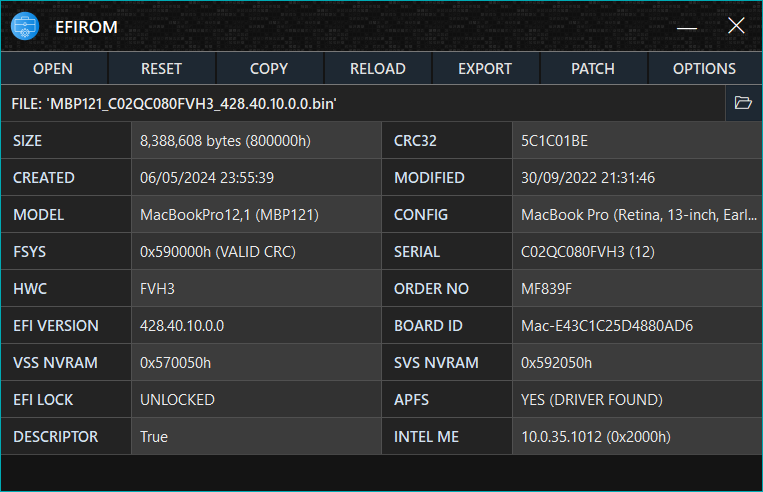 EFIROM
OPEN RESET COPY RELOAD EXPORT PATCH OPTIONS
FILE: 'MBP121_C02QC080FVH3_428.40.10.0.0.bin'
SIZE 8,388,608 bytes (800000h) CRC32 5C1C01BE
CREATED 06/05/2024 23:55:39 MODIFIED 30/09/2022 21:31:46
MODEL MacBookPro12,1 (MBP121) CONFIG MacBook Pro (Retina, 13-inch, Earl...
FSYS 0x590000h (VALID CRC) SERIAL C02QC080FVH3 (12)
HWC FVH3 ORDER NO MF839F
EFI VERSION 428.40.10.0.0 BOARD ID Mac-E43C1C25D4880AD6
VSS NVRAM 0x570050h SVS NVRAM 0x592050h
EFI LOCK UNLOCKED APFS YES (DRIVER FOUND)
DESCRIPTOR True INTEL ME 10.0.35.1012 (0x2000h)